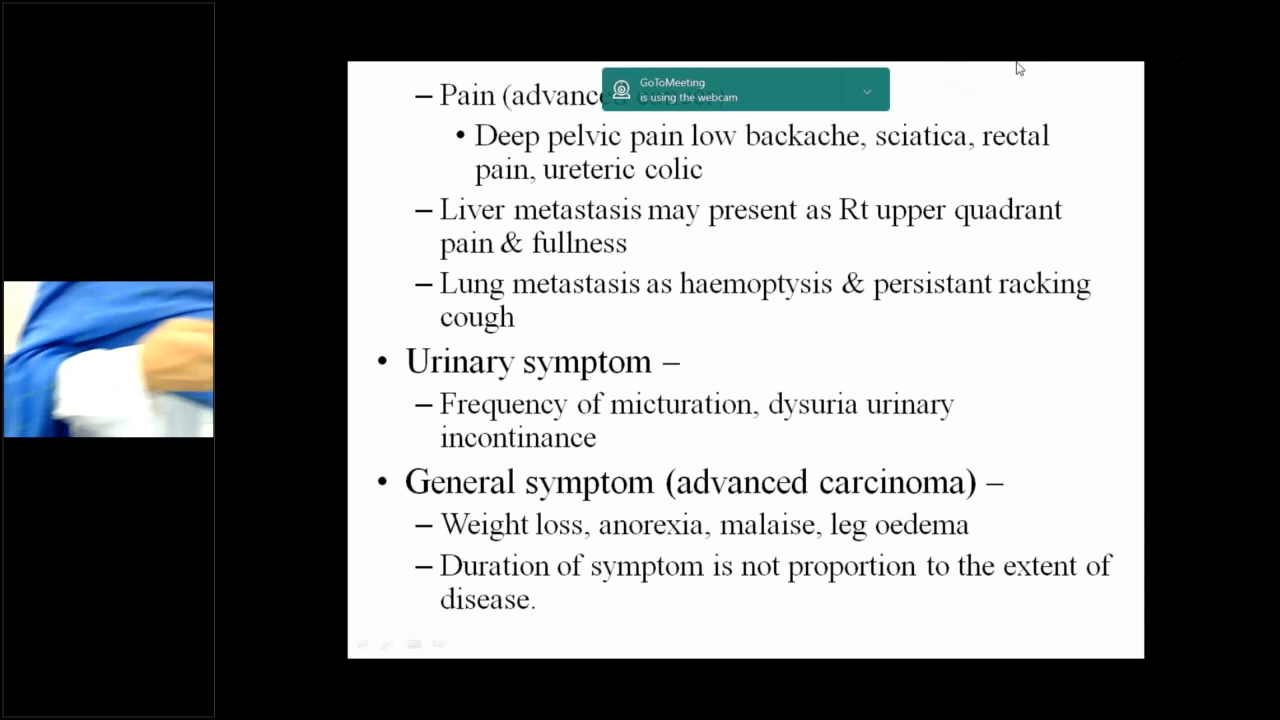 – Pain (advanc
GoToMeeting
is using the webcam
• Deep pelvic pain low backache, sciatica, rectal
pain, ureteric colic
– Liver metastasis may present as Rt upper quadrant
pain & fullness
– Lung metastasis as haemoptysis & persistant racking
cough
• Urinary symptom –
– Frequency of micturation, dysuria urinary
incontinance
• General symptom (advanced carcinoma) –
– Weight loss, anorexia, malaise, leg oedema
– Duration of symptom is not proportion to the extent of
disease.